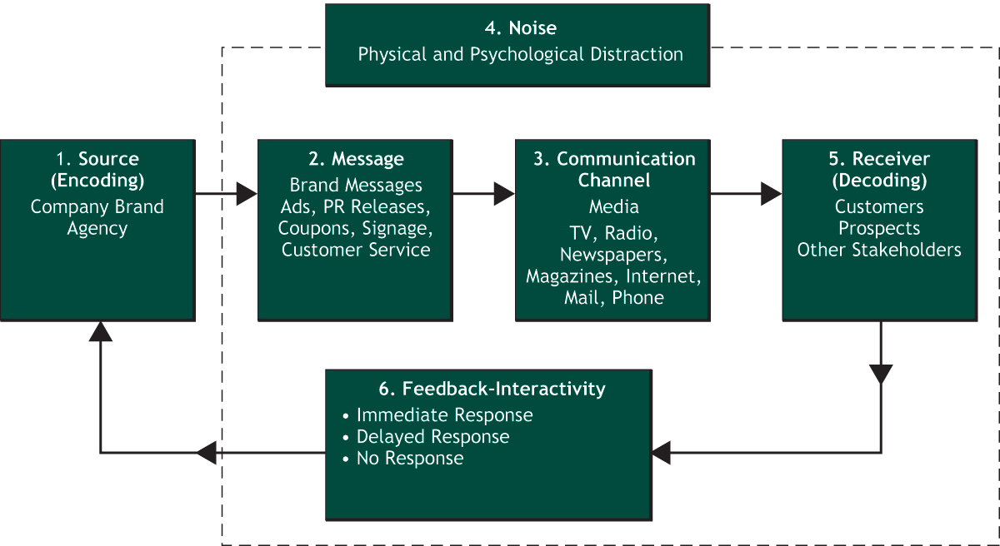 4. Noise
Physical and Psychological Distraction
1. Source
(Encoding)
Company Brand
Agency
2. Message
Brand Messages
Ads, PR Releases,
Coupons, Signage,
Customer Service
3. Communication
Channel
Media
TV, Radio,
Newspapers,
Magazines, Internet,
Mail, Phone
5. Receiver
(Decoding)
Customers
Prospects
Other Stakeholders
6. Feedback-Interactivity
• Immediate Response
• Delayed Response
• No Response